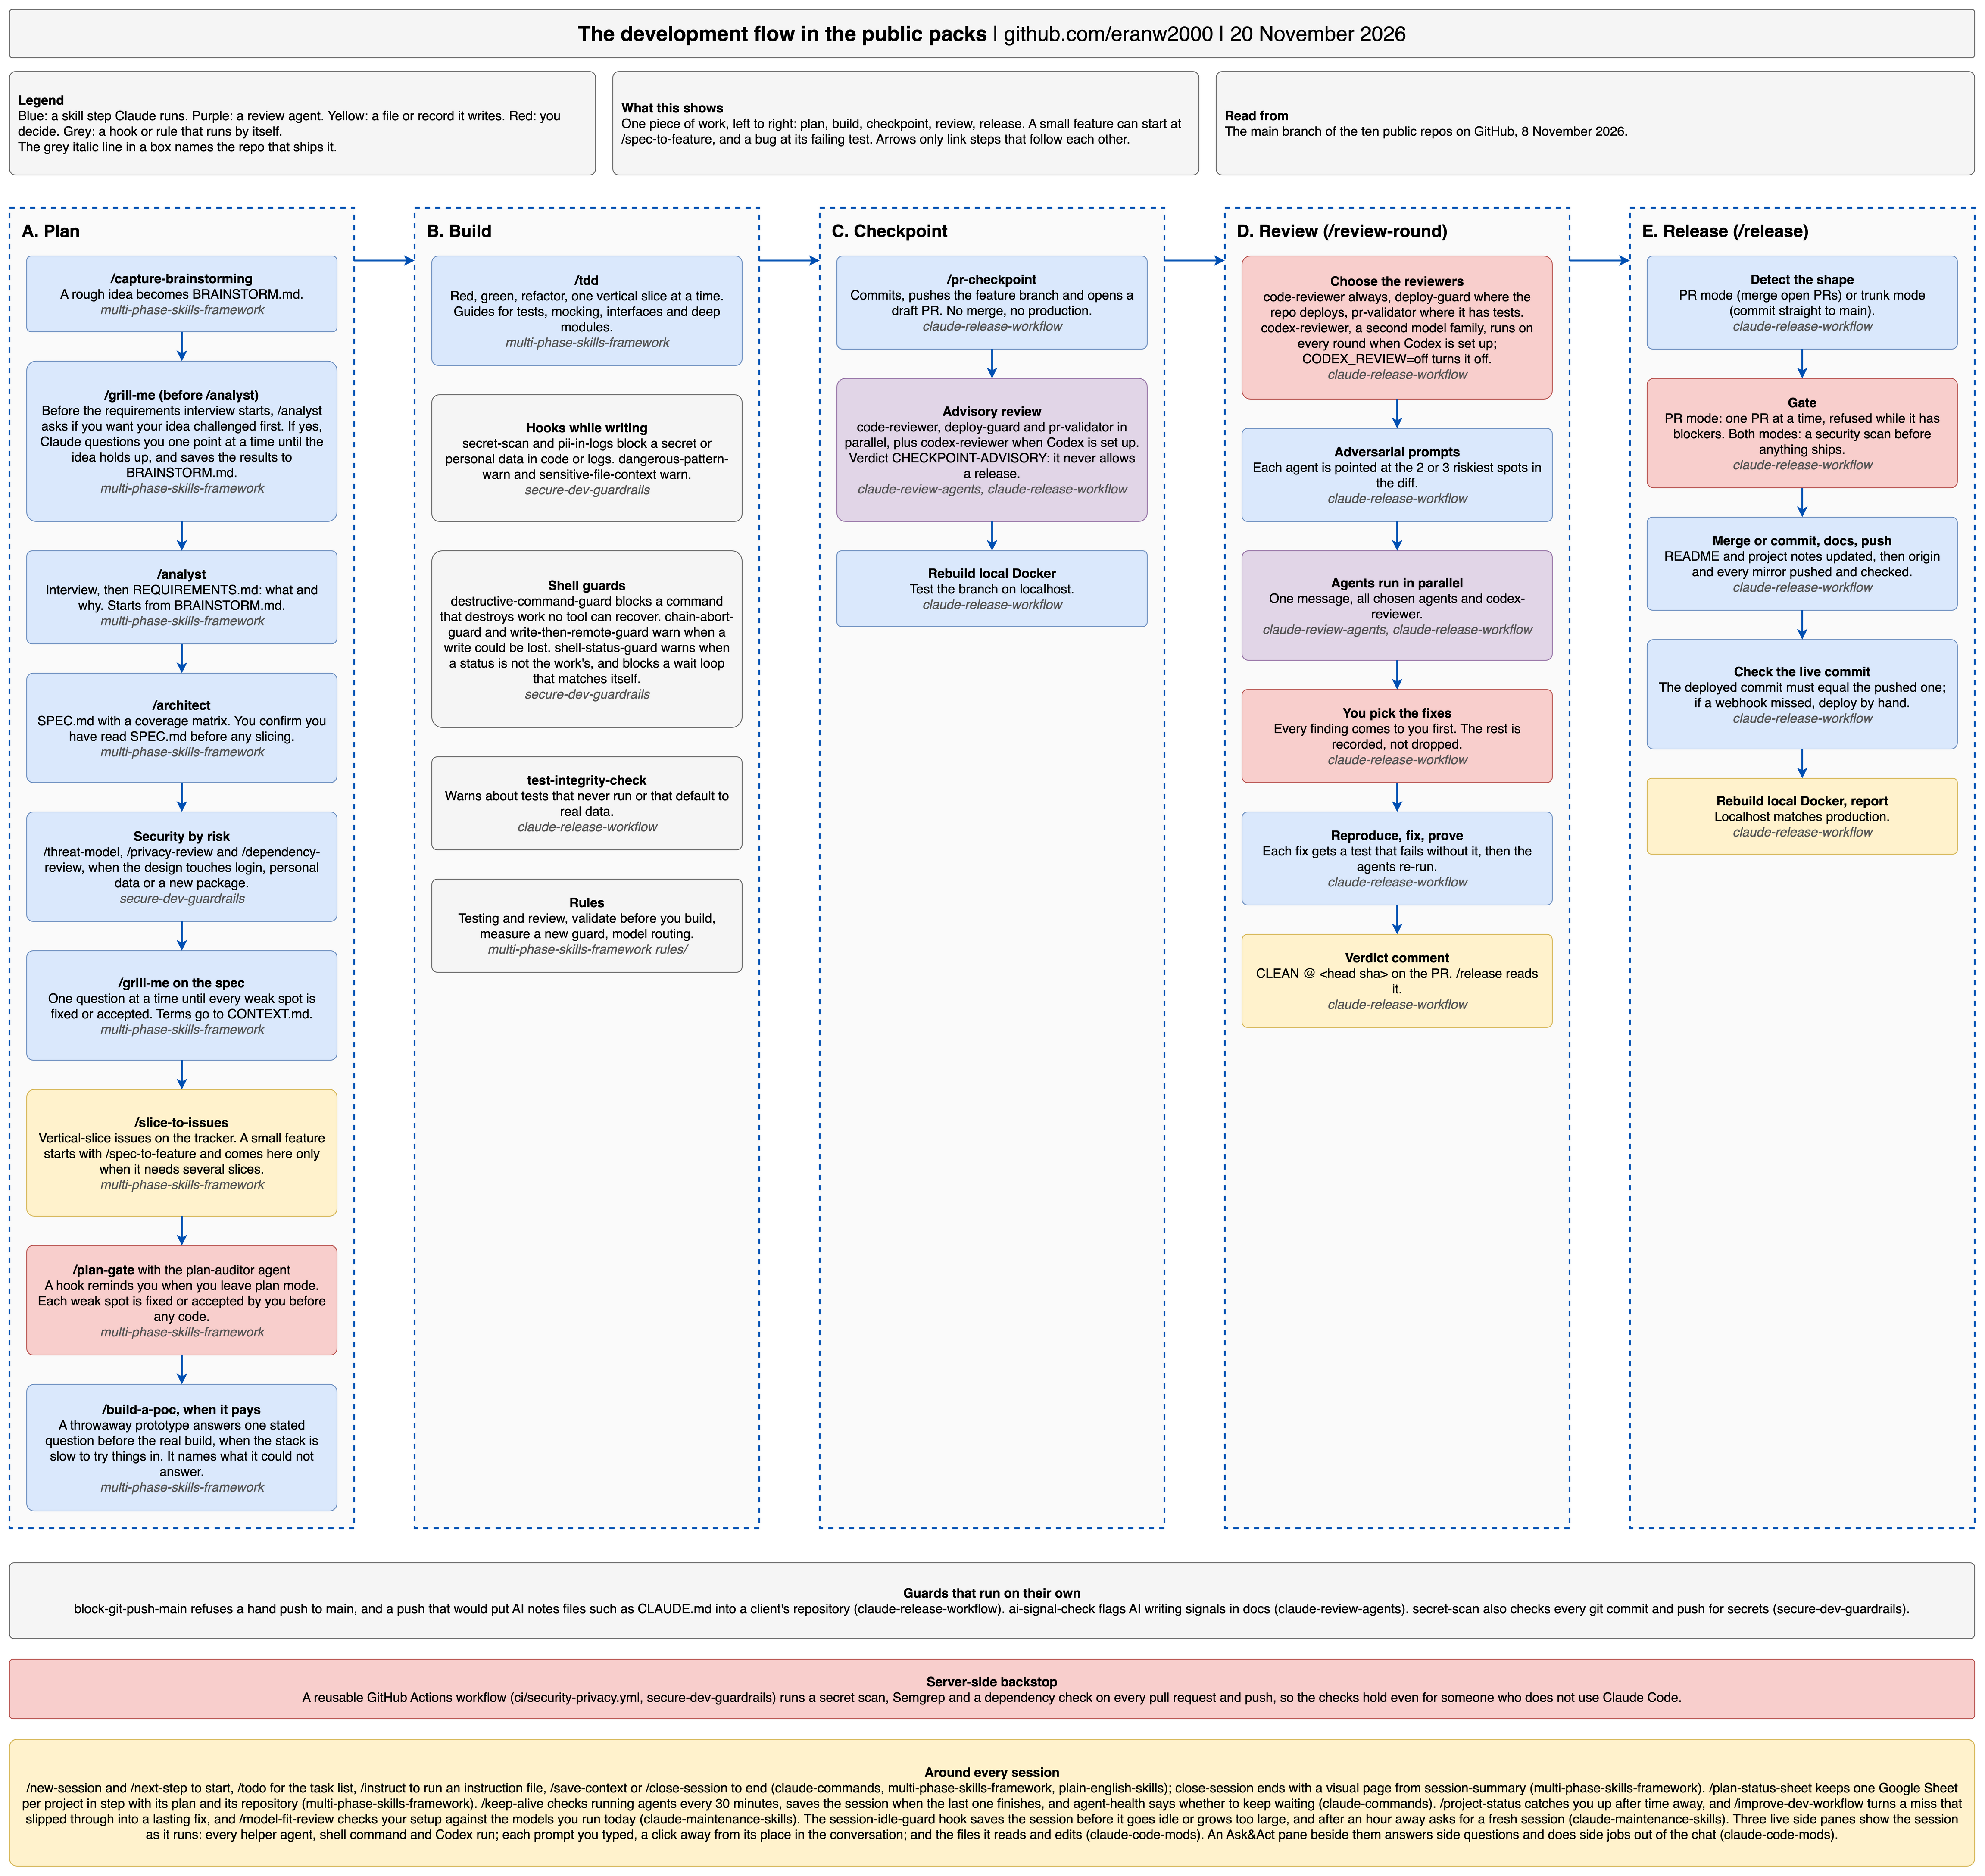 The development flow in the public packs | github.com/eranw2000 | 20 November 2026
Legend
Blue: a skill step Claude runs. Purple: a review agent. Yellow: a file or record it writes. Red: you
decide. Grey: a hook or rule that runs by itself.
The grey italic line in a box names the repo that ships it.
What this shows
One piece of work, left to right: plan, build, checkpoint, review, release. A small feature can start at
/spec-to-feature, and a bug at its failing test. Arrows only link steps that follow each other.
Read from
The main branch of the ten public repos on GitHub, 8 November 2026.
A. Plan
/capture-brainstorming
A rough idea becomes BRAINSTORM.md.
multi-phase-skills-framework
/grill-me (before /analyst)
Before the requirements interview starts, /analyst
asks if you want your idea challenged first. If yes,
Claude questions you one point at a time until the
idea holds up, and saves the results to
BRAINSTORM.md.
multi-phase-skills-framework
/analyst
Interview, then REQUIREMENTS.md: what and
why. Starts from BRAINSTORM.md.
multi-phase-skills-framework
/architect
SPEC.md with a coverage matrix. You confirm you
have read SPEC.md before any slicing.
multi-phase-skills-framework
Security by risk
/threat-model, /privacy-review and /dependency-
review, when the design touches login, personal
data or a new package.
secure-dev-guardrails
/grill-me on the spec
One question at a time until every weak spot is
fixed or accepted. Terms go to CONTEXT.md.
multi-phase-skills-framework
/slice-to-issues
Vertical-slice issues on the tracker. A small feature
starts with /spec-to-feature and comes here only
when it needs several slices.
multi-phase-skills-framework
/plan-gate with the plan-auditor agent
A hook reminds you when you leave plan mode.
Each weak spot is fixed or accepted by you before
any code.
multi-phase-skills-framework
/build-a-poc, when it pays
A throwaway prototype answers one stated
question before the real build, when the stack is
slow to try things in. It names what it could not
answer.
multi-phase-skills-framework
B. Build
/tdd
Red, green, refactor, one vertical slice at a time.
Guides for tests, mocking, interfaces and deep
modules.
multi-phase-skills-framework
Hooks while writing
secret-scan and pii-in-logs block a secret or
personal data in code or logs. dangerous-pattern-
warn and sensitive-file-context warn.
secure-dev-guardrails
Shell guards
destructive-command-guard blocks a command
that destroys work no tool can recover. chain-abort-
guard and write-then-remote-guard warn when a
write could be lost. shell-status-guard warns when
a status is not the work's, and blocks a wait loop
that matches itself.
secure-dev-guardrails
test-integrity-check
Warns about tests that never run or that default to
real data.
claude-release-workflow
Rules
Testing and review, validate before you build,
measure a new guard, model routing.
multi-phase-skills-framework rules/
C. Checkpoint
/pr-checkpoint
Commits, pushes the feature branch and opens a
draft PR. No merge, no production.
claude-release-workflow
Advisory review
code-reviewer, deploy-guard and pr-validator in
parallel, plus codex-reviewer when Codex is set up.
Verdict CHECKPOINT-ADVISORY: it never allows
a release.
claude-review-agents, claude-release-workflow
Rebuild local Docker
Test the branch on localhost.
claude-release-workflow
D. Review (/review-round)
Choose the reviewers
code-reviewer always, deploy-guard where the
repo deploys, pr-validator where it has tests.
codex-reviewer, a second model family, runs on
every round when Codex is set up;
CODEX_REVIEW=off turns it off.
claude-release-workflow
Adversarial prompts
Each agent is pointed at the 2 or 3 riskiest spots in
the diff.
claude-release-workflow
Agents run in parallel
One message, all chosen agents and codex-
reviewer.
claude-review-agents, claude-release-workflow
You pick the fixes
Every finding comes to you first. The rest is
recorded, not dropped.
claude-release-workflow
Reproduce, fix, prove
Each fix gets a test that fails without it, then the
agents re-run.
claude-release-workflow
Verdict comment
CLEAN @ <head sha> on the PR. /release reads
it.
claude-release-workflow
E. Release (/release)
Detect the shape
PR mode (merge open PRs) or trunk mode
(commit straight to main).
claude-release-workflow
Gate
PR mode: one PR at a time, refused while it has
blockers. Both modes: a security scan before
anything ships.
claude-release-workflow
Merge or commit, docs, push
README and project notes updated, then origin
and every mirror pushed and checked.
claude-release-workflow
Check the live commit
The deployed commit must equal the pushed one;
if a webhook missed, deploy by hand.
claude-release-workflow
Rebuild local Docker, report
Localhost matches production.
claude-release-workflow
Guards that run on their own
block-git-push-main refuses a hand push to main, and a push that would put AI notes files such as CLAUDE.md into a client's repository (claude-release-workflow). ai-signal-check flags AI writing signals in docs (claude-review-agents). secret-scan also checks every git commit and push for secrets (secure-dev-guardrails).
Server-side backstop
A reusable GitHub Actions workflow (ci/security-privacy.yml, secure-dev-guardrails) runs a secret scan, Semgrep and a dependency check on every pull request and push, so the checks hold even for someone who does not use Claude Code.
Around every session
/new-session and /next-step to start, /todo for the task list, /instruct to run an instruction file, /save-context or /close-session to end (claude-commands, multi-phase-skills-framework, plain-english-skills); close-session ends with a visual page from session-summary (multi-phase-skills-framework). /plan-status-sheet keeps one Google Sheet
per project in step with its plan and its repository (multi-phase-skills-framework). /keep-alive checks running agents every 30 minutes, saves the session when the last one finishes, and agent-health says whether to keep waiting (claude-commands). /project-status catches you up after time away, and /improve-dev-workflow turns a miss that
slipped through into a lasting fix, and /model-fit-review checks your setup against the models you run today (claude-maintenance-skills). The session-idle-guard hook saves the session before it goes idle or grows too large, and after an hour away asks for a fresh session (claude-maintenance-skills). Three live side panes show the session
as it runs: every helper agent, shell command and Codex run; each prompt you typed, a click away from its place in the conversation; and the files it reads and edits (claude-code-mods). An Ask&Act pane beside them answers side questions and does side jobs out of the chat (claude-code-mods).